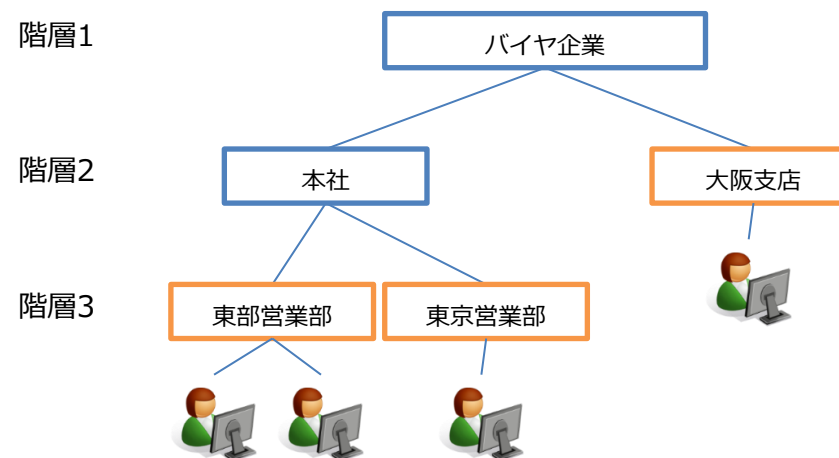 階層1
バイヤ企業
階層2
本社
大阪支店
階層3
東部営業部
東京営業部